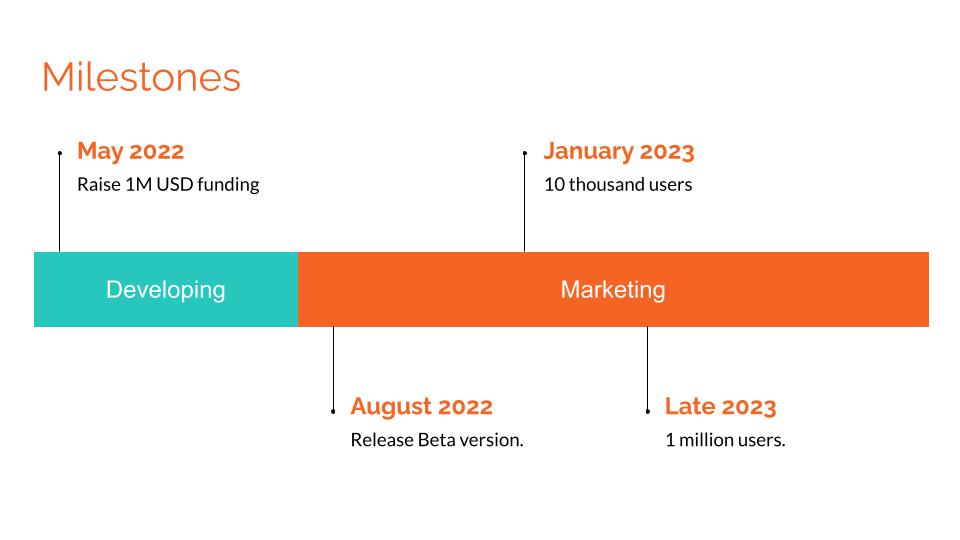 Milestones
May 2022
Raise 1M USD funding
January 2023
10 thousand users
Developing
Marketing
August 2022
Release Beta version.
Late 2023
1 million users.